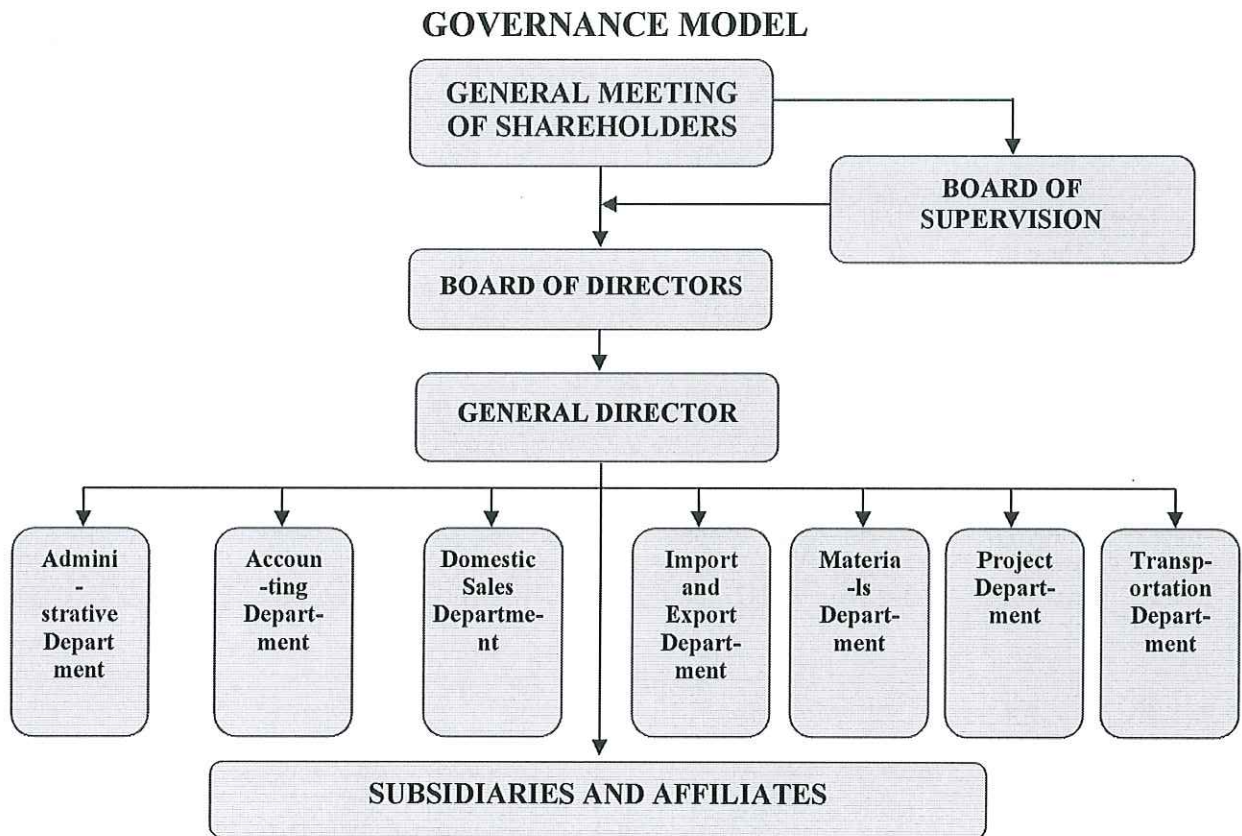 GOVERNANCE MODEL
GENERAL MEETING
OF SHAREHOLDERS
BOARD OF
SUPERVISION
BOARD OF DIRECTORS
GENERAL DIRECTOR
Admini
-
strative
Depart
ment
Accoun
-ting
Depart-
ment
Domestic
Sales
Departme-
nt
Import
and
Export
Depart-
ment
Materia
-ls
Depart-
ment
Project
Depart-
ment
Transp-
ortation
Depart-
ment
SUBSIDIARIES AND AFFILIATES